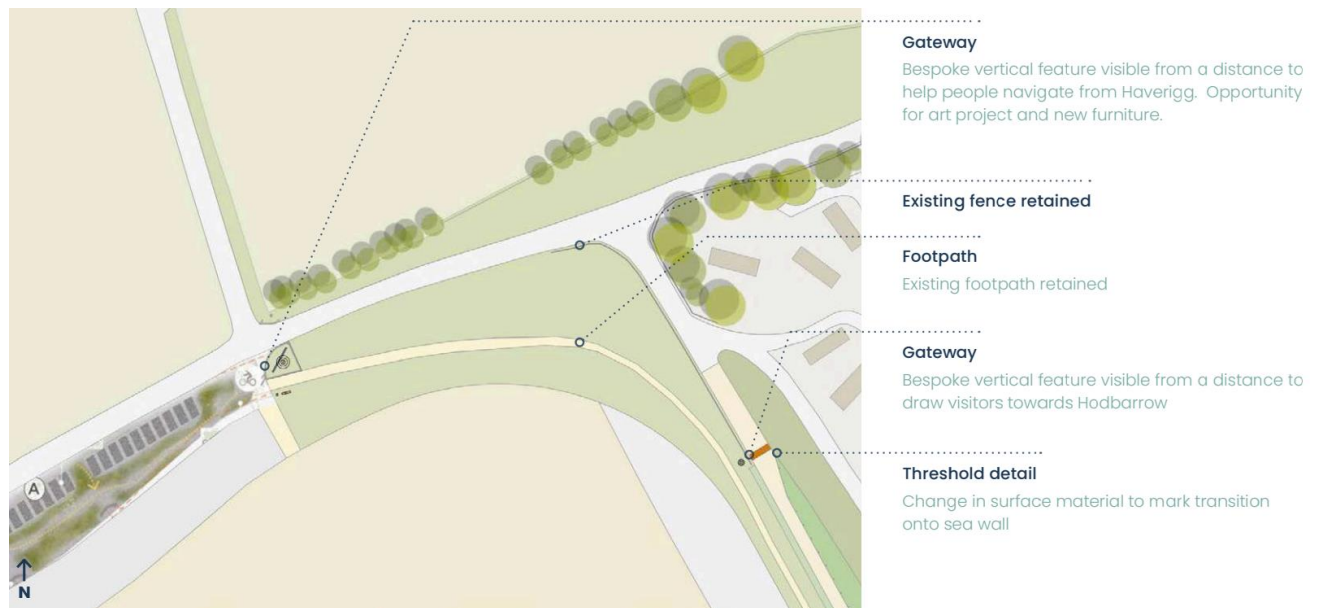 Gateway
Bespoke vertical feature visible from a distance to
help people navigate from Haverigg. Opportunity
for art project and new furniture.
Existing fence retained
Footpath
Existing footpath retained
Gateway
Bespoke vertical feature visible from a distance to
draw visitors towards Hodbarrow
Threshold detail
Change in surface material to mark transition
onto sea wall
A
N